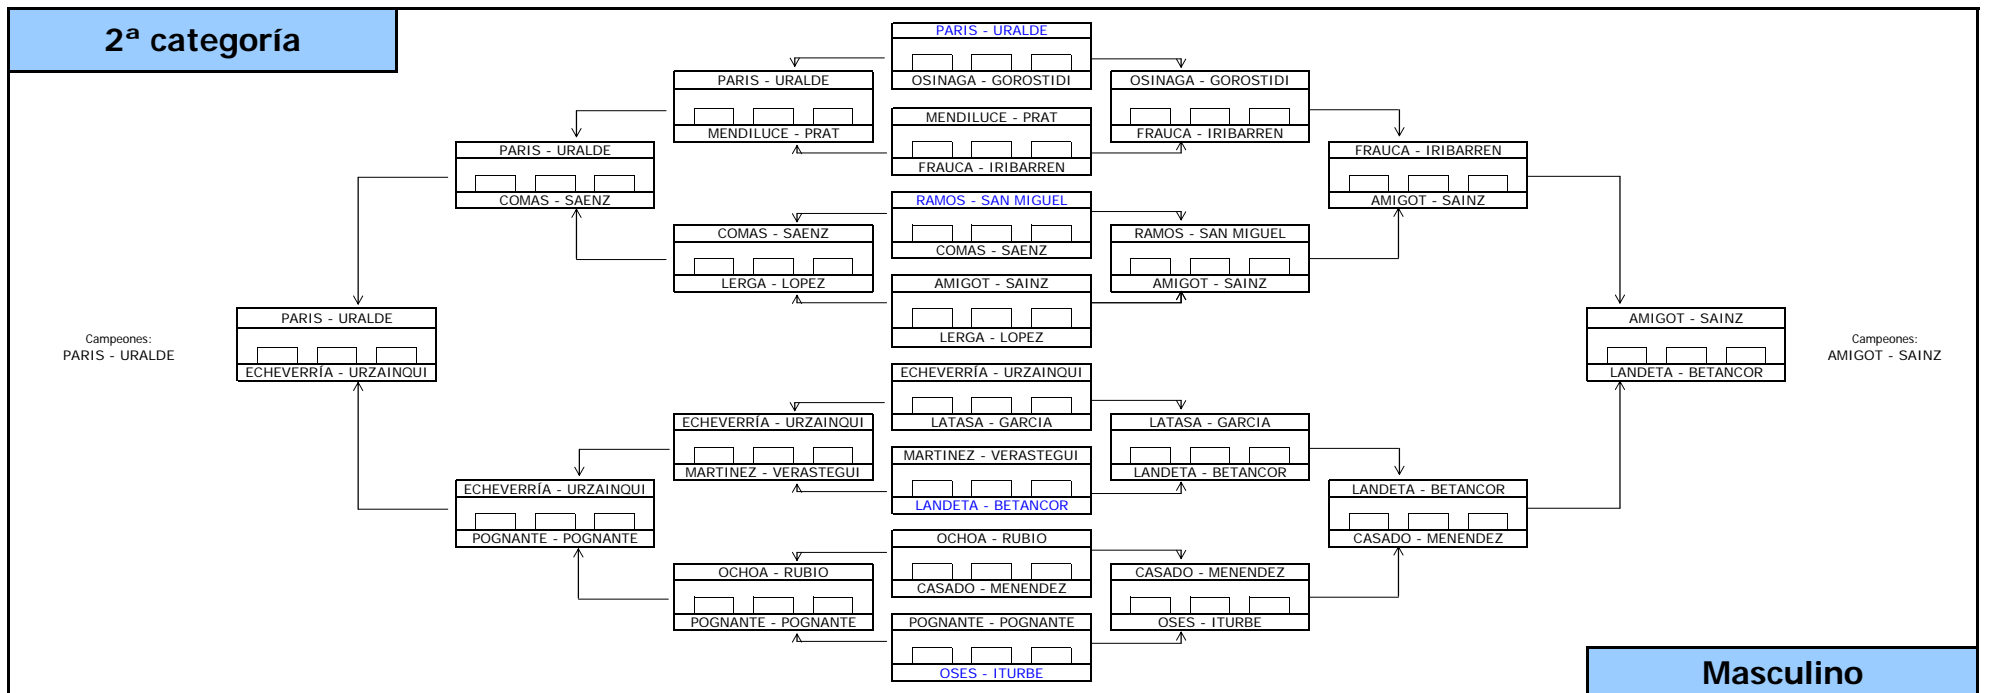 2ª categoría
PARIS - URALDE
OSINAGA - GOROSTIDI
MENDILUCE - PRAT
FRAUCA - IRIBARREN
RAMOS - SAN MIGUEL
COMAS - SAENZ
AMIGOT - SAINZ
LERGA - LOPEZ
ECHEVERRÍA - URZAINQUI
LATASA - GARCIA
MARTINEZ - VERASTEGUI
LANDETA - BETANCOR
OCHOA - RUBIO
CASADO - MENENDEZ
POGNANTE - POGNANTE
OSES - ITURBE
PARIS - URALDE
MENDILUCE - PRAT
COMAS - SAENZ
LERGA - LOPEZ
ECHEVERRÍA - URZAINQUI
MARTINEZ - VERASTEGUI
OCHOA - RUBIO
POGNANTE - POGNANTE
PARIS - URALDE
COMAS - SAENZ
ECHEVERRÍA - URZAINQUI
POGNANTE - POGNANTE
PARIS - URALDE
ECHEVERRÍA - URZAINQUI
Campeones:
PARIS - URALDE
OSINAGA - GOROSTIDI
FRAUCA - IRIBARREN
RAMOS - SAN MIGUEL
AMIGOT - SAINZ
LATASA - GARCIA
LANDETA - BETANCOR
CASADO - MENENDEZ
OSES - ITURBE
FRAUCA - IRIBARREN
AMIGOT - SAINZ
LANDETA - BETANCOR
CASADO - MENENDEZ
AMIGOT - SAINZ
LANDETA - BETANCOR
Campeones:
AMIGOT - SAINZ
Masculino